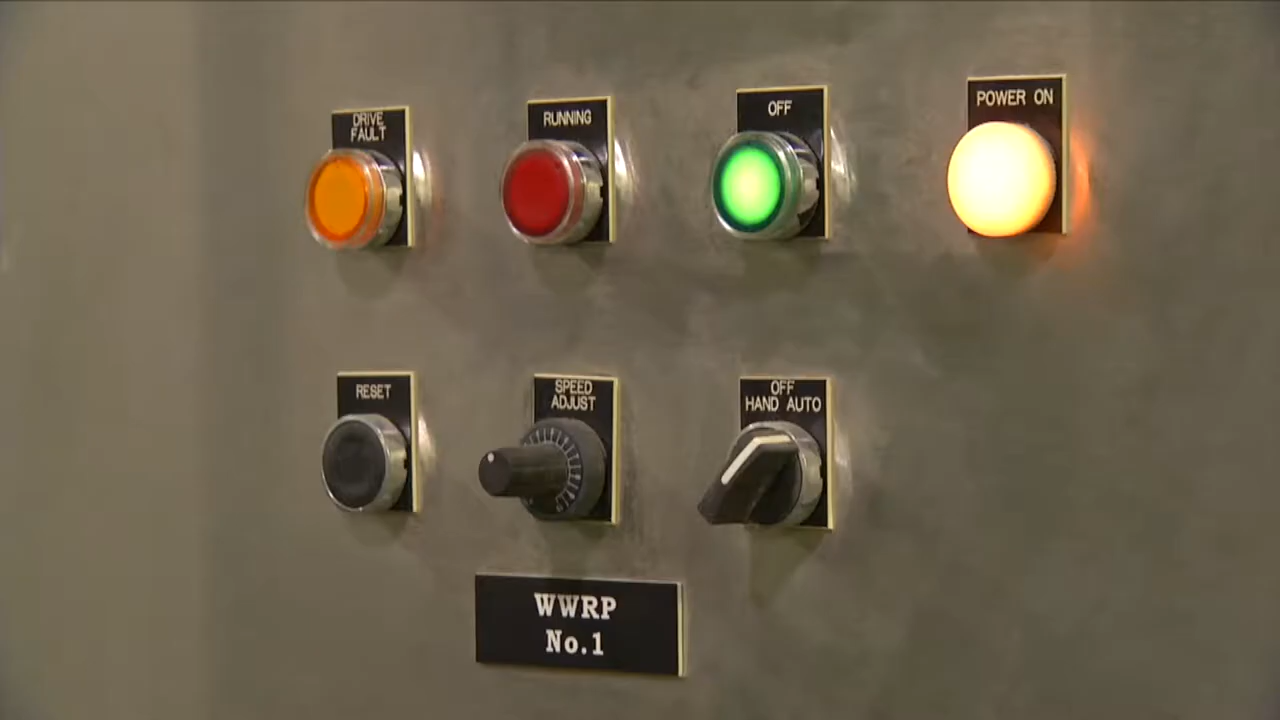 DRIVE
FAULT
RUNNING
OFF
POWER ON
RESET
SPEED
ADJUST
OFF
HAND AUTO
WWRP
No.1